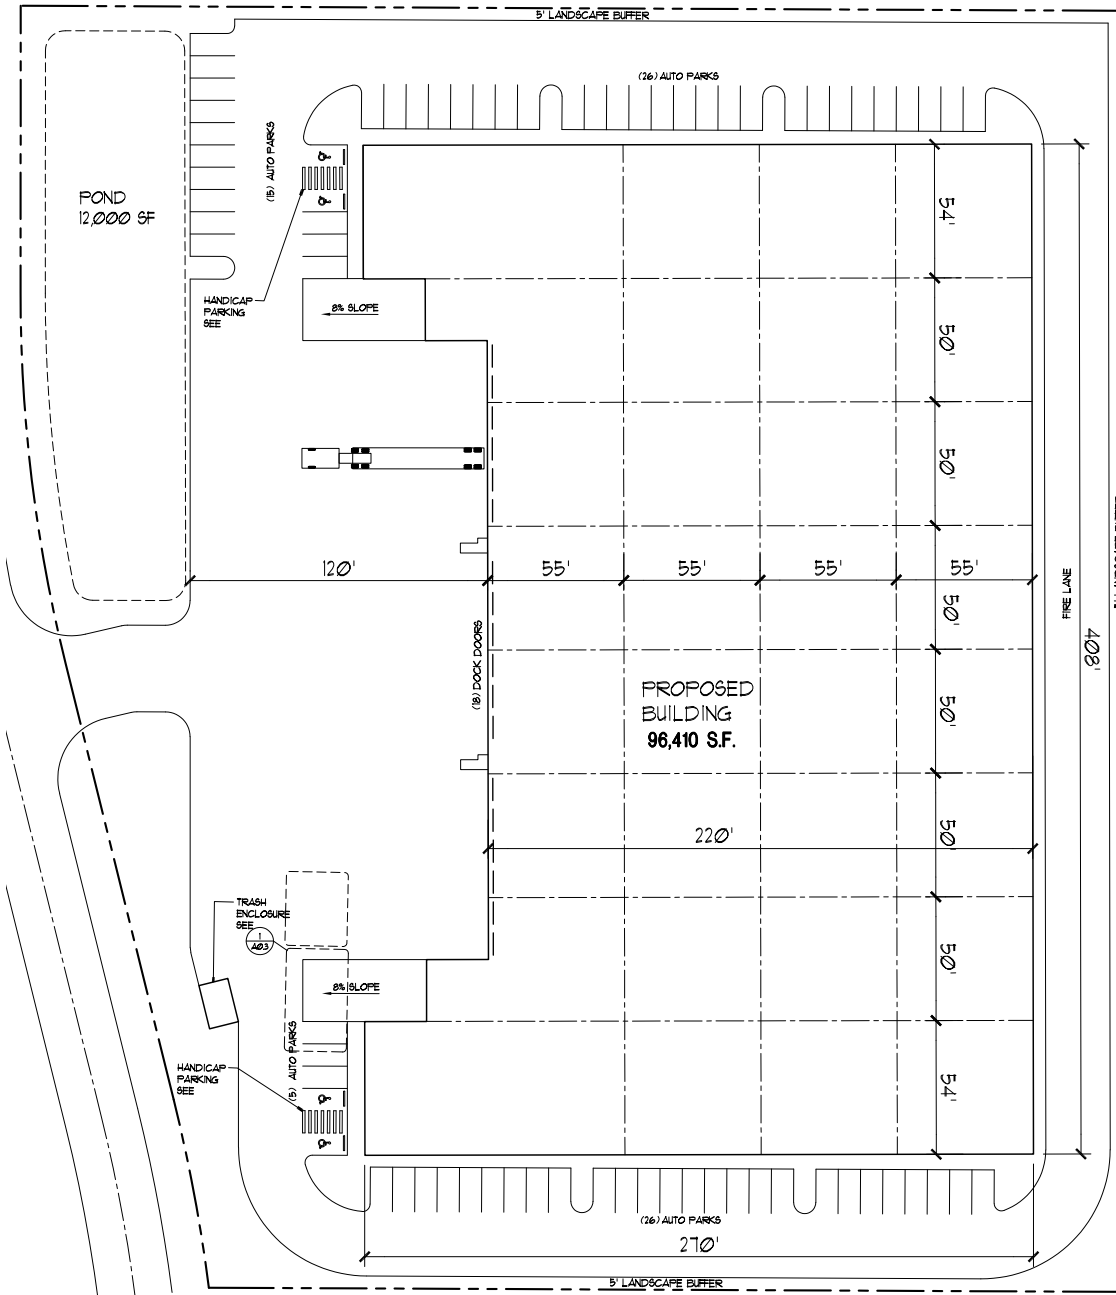 5' LANDSCAPE BUFFER
(26) AUTO PARKS
(15) AUTO PARKS
POND
12,000 SF
HANDICAP
PARKING
SEE
8% SLOPE
54'
50'
50'
120'
55'
55'
55'
55'
50'
FIRE LANE
408'
(18) DOCK DOORS
PROPOSED
BUILDING
96,410 S.F.
50'
220'
50'
TRASH
ENCLOSURE
SEE
1
A03
50'
8% SLOPE
(5) AUTO PARKS
HANDICAP
PARKING
SEE
54'
(26) AUTO PARKS
270'
5' LANDSCAPE BUFFER